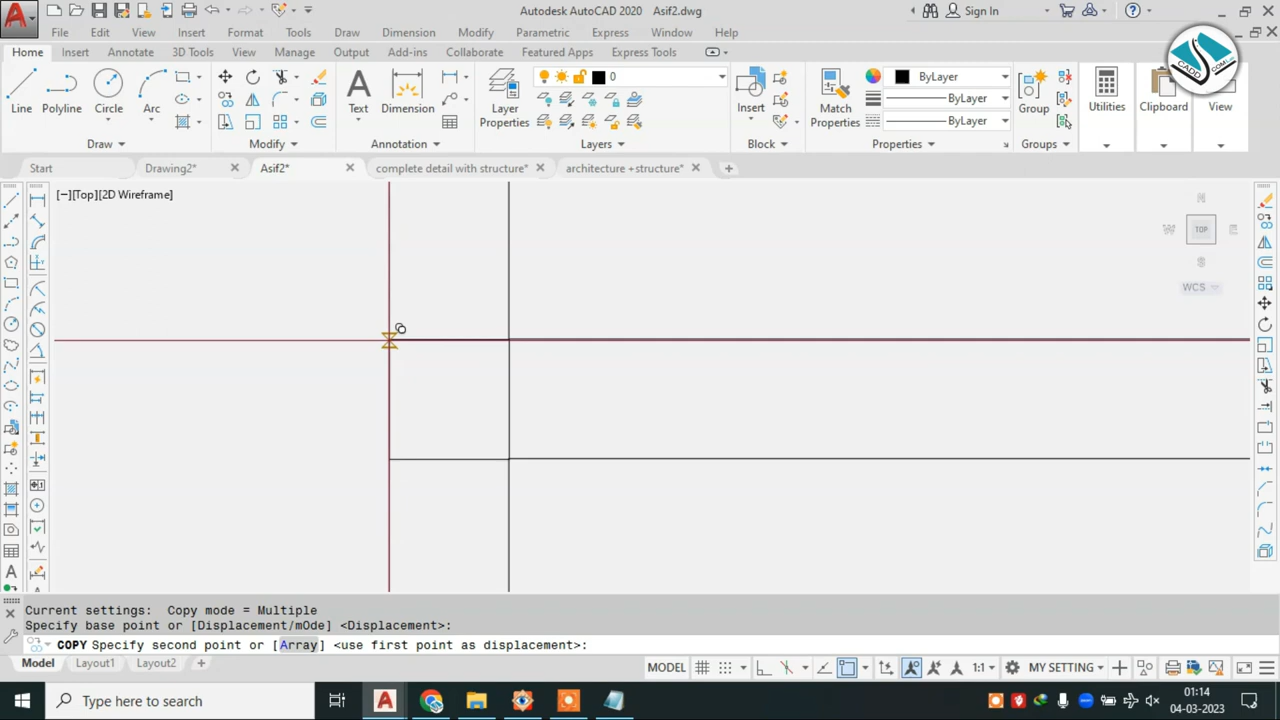 Autodesk AutoCAD 2020 Asif2.dwg
Sign In
File Edit View Insert Format Tools Draw Dimension Modify Parametric Express Window Help
Home Insert Annotate 3D Tools View Manage Output Add-ins Collaborate Featured Apps Express Tools
CADD
.COM
0
ByLayer
ByLayer
ByLayer
Line Polyline Circle Arc Text Dimension Layer Properties Insert Match Properties Group Utilities Clipboard View
Draw Modify Annotation Layers Block Properties Groups
Start Drawing2* Asif2* complete detail with structure* architecture +structure*
[−][Top][2D Wireframe]
N
W TOP E
S
WCS
Current settings: Copy mode = Multiple
Specify base point or [Displacement/mOde] <Displacement>:
COPY Specify second point or [Array] <use first point as displacement>:
Model Layout1 Layout2
MODEL 1:1 MY SETTING
Type here to search
01:14
04-03-2023